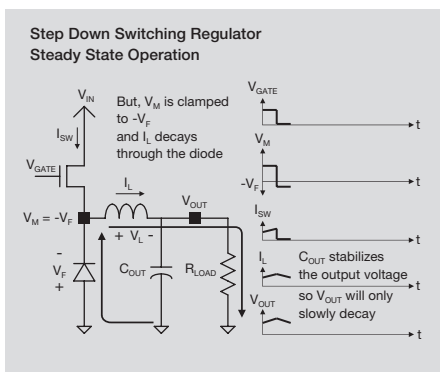 Step Down Switching Regulator
Steady State Operation
V_IN
But, V_M is clamped
to -V_F
and I_L decays
through the diode
I_SW
V_GATE
I_L
V_OUT
V_M = -V_F
+ V_L -
-
V_F
+
C_OUT
R_LOAD
V_GATE
t
V_M
-V_F
t
I_SW
t
I_L
C_OUT stabilizes
the output voltage
t
so V_OUT will only
slowly decay
V_OUT
t